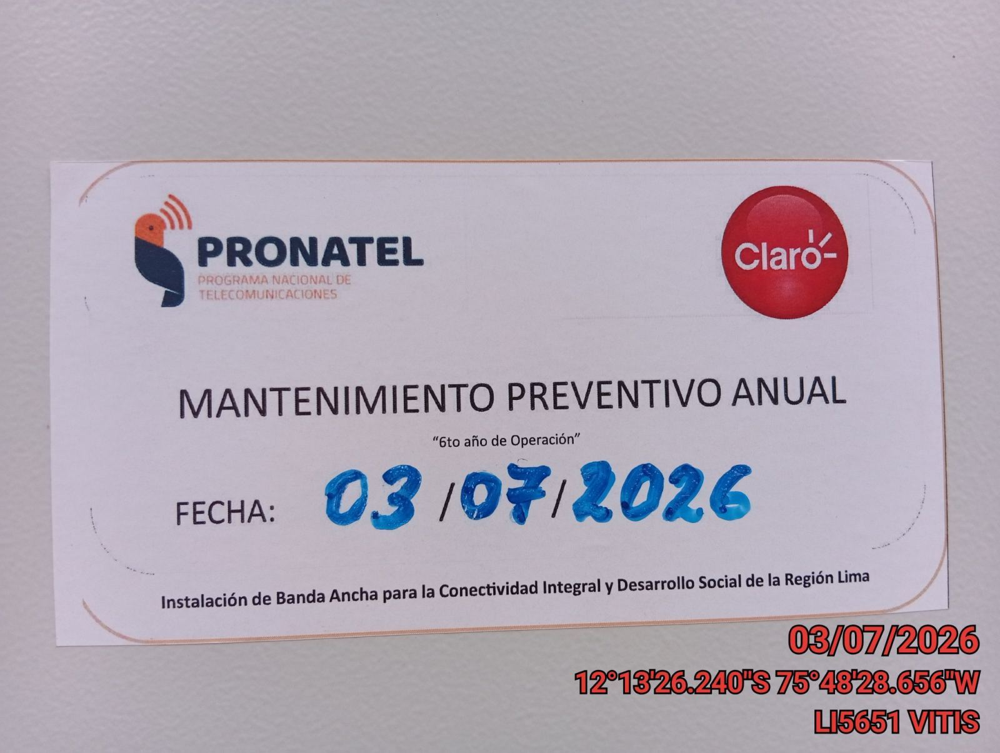 PRONATEL
PROGRAMA NACIONAL DE
TELECOMUNICACIONES
Claro
MANTENIMIENTO PREVENTIVO ANUAL
“6to año de Operación”
FECHA: 03/07/2026
Instalación de Banda Ancha para la Conectividad Integral y Desarrollo Social de la Región Lima
03/07/2026
12°13'26.240"S 75°48'28.656"W
LI5651 VITIS